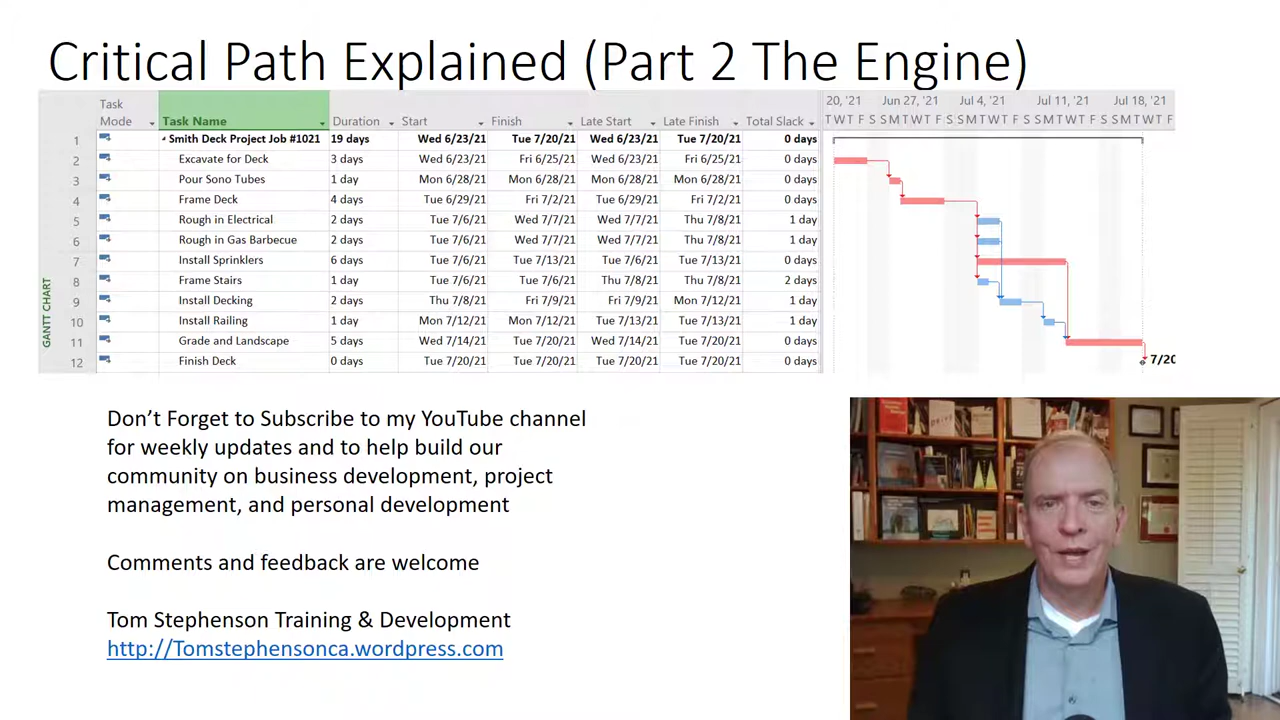 Critical Path Explained (Part 2 The Engine)
Task Mode Task Name Duration Start Finish Late Start Late Finish Total Slack 20, '21 Jun 27, '21 Jul 4, '21 Jul 11, '21 Jul 18, '21
T W T F S S M T W T F S S M T W T F S S M T W T F S S M T W T F
1 Smith Deck Project Job #1021 19 days Wed 6/23/21 Tue 7/20/21 Wed 6/23/21 Tue 7/20/21 0 days
2 Excavate for Deck 3 days Wed 6/23/21 Fri 6/25/21 Wed 6/23/21 Fri 6/25/21 0 days
3 Pour Sono Tubes 1 day Mon 6/28/21 Mon 6/28/21 Mon 6/28/21 Mon 6/28/21 0 days
4 Frame Deck 4 days Tue 6/29/21 Fri 7/2/21 Tue 6/29/21 Fri 7/2/21 0 days
5 Rough in Electrical 2 days Tue 7/6/21 Wed 7/7/21 Wed 7/7/21 Thu 7/8/21 1 day
6 Rough in Gas Barbecue 2 days Tue 7/6/21 Wed 7/7/21 Wed 7/7/21 Thu 7/8/21 1 day
7 Install Sprinklers 6 days Tue 7/6/21 Tue 7/13/21 Tue 7/6/21 Tue 7/13/21 0 days
8 Frame Stairs 1 day Tue 7/6/21 Tue 7/6/21 Thu 7/8/21 Thu 7/8/21 2 days
9 Install Decking 2 days Thu 7/8/21 Fri 7/9/21 Fri 7/9/21 Mon 7/12/21 1 day
10 Install Railing 1 day Mon 7/12/21 Mon 7/12/21 Tue 7/13/21 Tue 7/13/21 1 day
11 Grade and Landscape 5 days Wed 7/14/21 Tue 7/20/21 Wed 7/14/21 Tue 7/20/21 0 days
12 Finish Deck 0 days Tue 7/20/21 Tue 7/20/21 Tue 7/20/21 Tue 7/20/21 0 days 7/20
GANTT CHART
Don't Forget to Subscribe to my YouTube channel
for weekly updates and to help build our
community on business development, project
management, and personal development
Comments and feedback are welcome
Tom Stephenson Training & Development
http://Tomstephensonca.wordpress.com